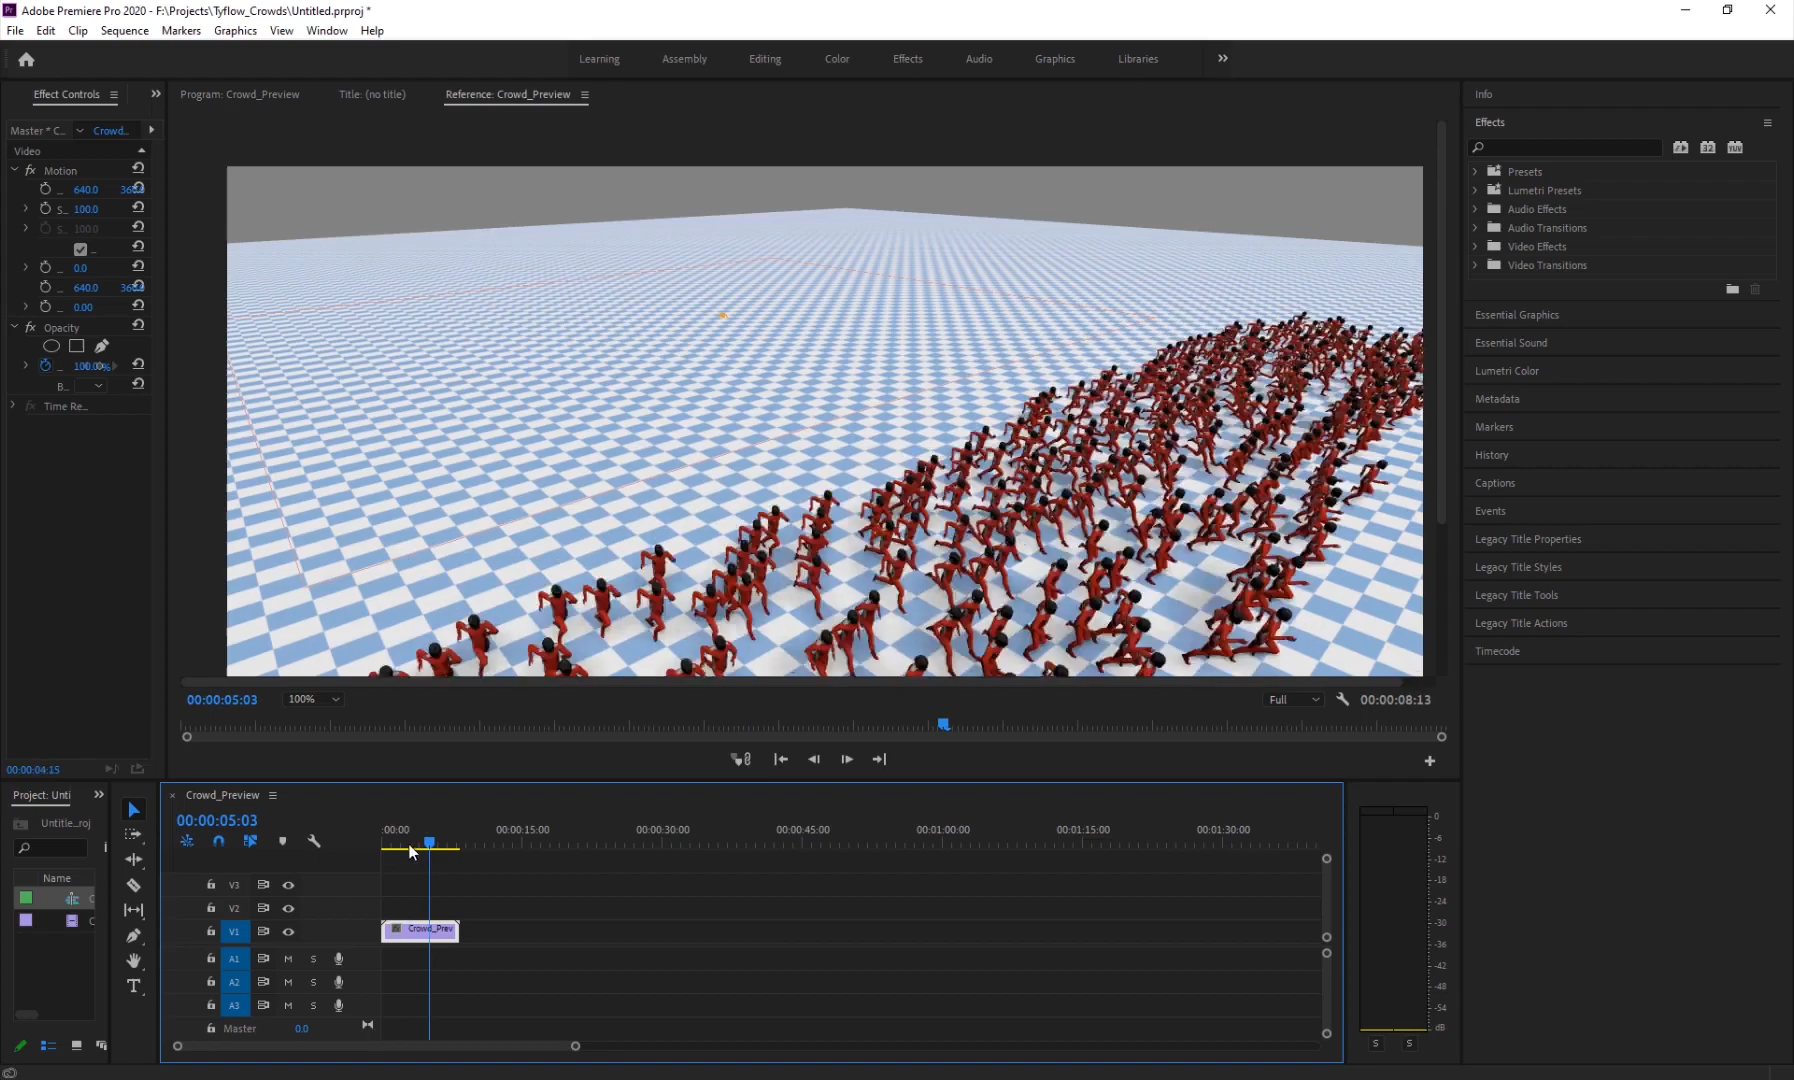 Adobe Premiere Pro 2020 - F:\Projects\Tyflow_Crowds\Untitled.prproj *
File Edit Clip Sequence Markers Graphics View Window Help
Learning Assembly Editing Color Effects Audio Graphics Libraries
Effect Controls
Program: Crowd_Preview Title: (no title) Reference: Crowd_Preview
Info
Master * C... Crowd...
Effects
Video
fx Motion
640.0
S... 100.0
S... 100.0
0.0
640.0
0.00
fx Opacity
100.0
B...
fx Time Re...
Presets
Lumetri Presets
Audio Effects
Audio Transitions
Video Effects
Video Transitions
Essential Graphics
Essential Sound
Lumetri Color
Metadata
Markers
History
Captions
Events
Legacy Title Properties
Legacy Title Styles
Legacy Title Tools
Legacy Title Actions
Timecode
00:00:05:03 100% Full 00:00:08:13
00:00:04:15
Project: Unti
Untitle...roj
Name
Crowd_Preview
00:00:05:03
:00:00 00:00:15:00 00:00:30:00 00:00:45:00 00:01:00:00 00:01:15:00 00:01:30:00
V3
V2
V1 Crowd_Prev
A1 M S
A2 M S
A3 M S
Master 0.0
0
-6
-12
-18
-24
-30
-36
-42
-48
-54
dB
S S